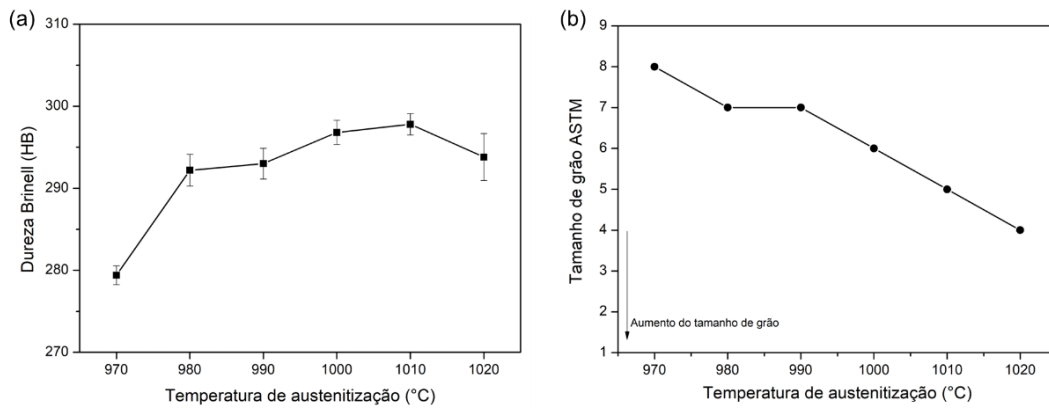 (a)
310
300
290
280
270
Dureza Brinell (HB)
970 980 990 1000 1010 1020
Temperatura de austenitização (°C)
(b)
9
8
7
6
5
4
3
2
1
Tamanho de grão ASTM
Aumento do tamanho de grão
970 980 990 1000 1010 1020
Temperatura de austenitização (°C)